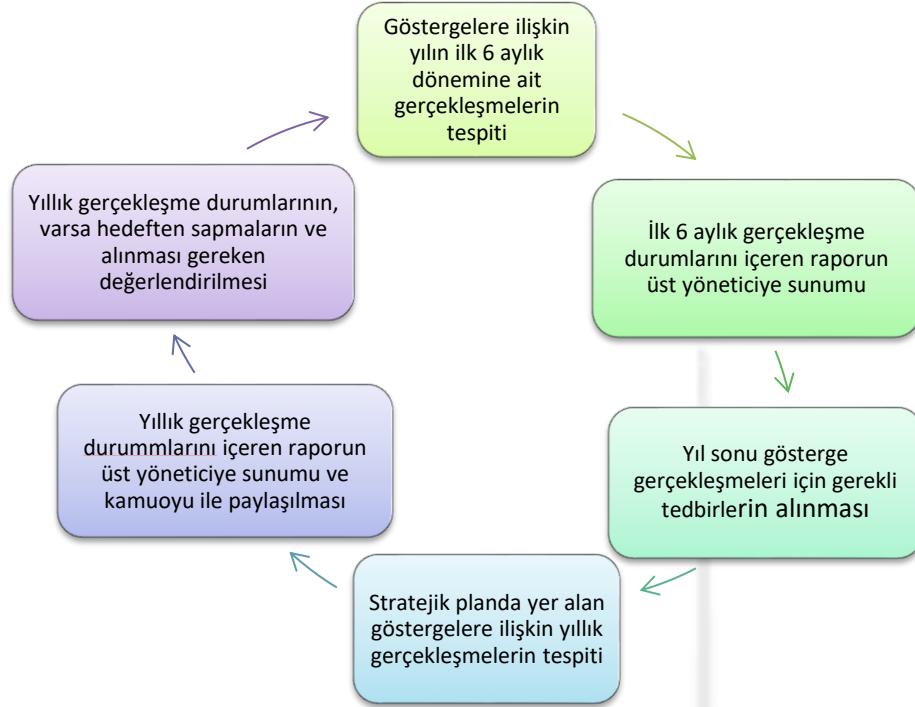 Göstergelere ilişkin
yılın ilk 6 aylık
dönemine ait
gerçekleşmelerin
tespiti
İlk 6 aylık gerçekleşme
durumlarını içeren raporun
üst yöneticiye sunumu
Yıl sonu gösterge
gerçekleşmeleri için gerekli
tedbirlerin alınması
Stratejik planda yer alan
göstergelere ilişkin yıllık
gerçekleşmelerin tespiti
Yıllık gerçekleşme
durummlarını içeren raporun
üst yöneticiye sunumu ve
kamuoyu ile paylaşılması
Yıllık gerçekleşme durumlarının,
varsa hedeften sapmaların ve
alınması gereken
değerlendirilmesi